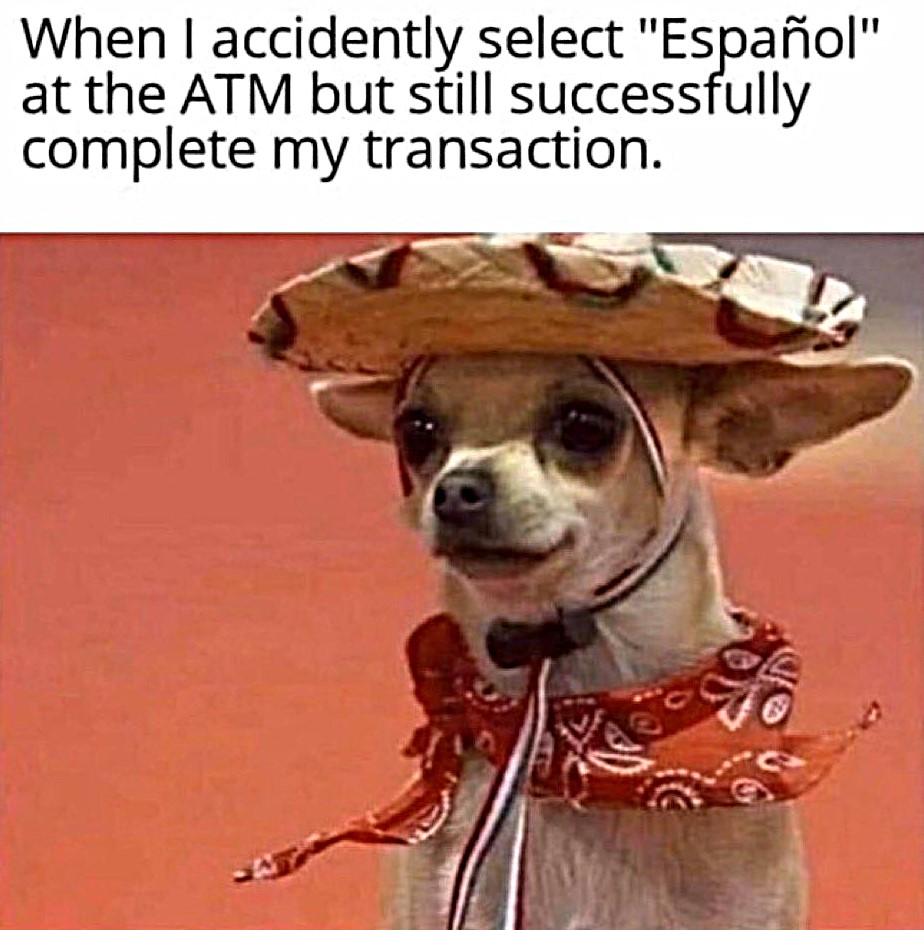 When I accidently select "Español"
at the ATM but still successfully
complete my transaction.